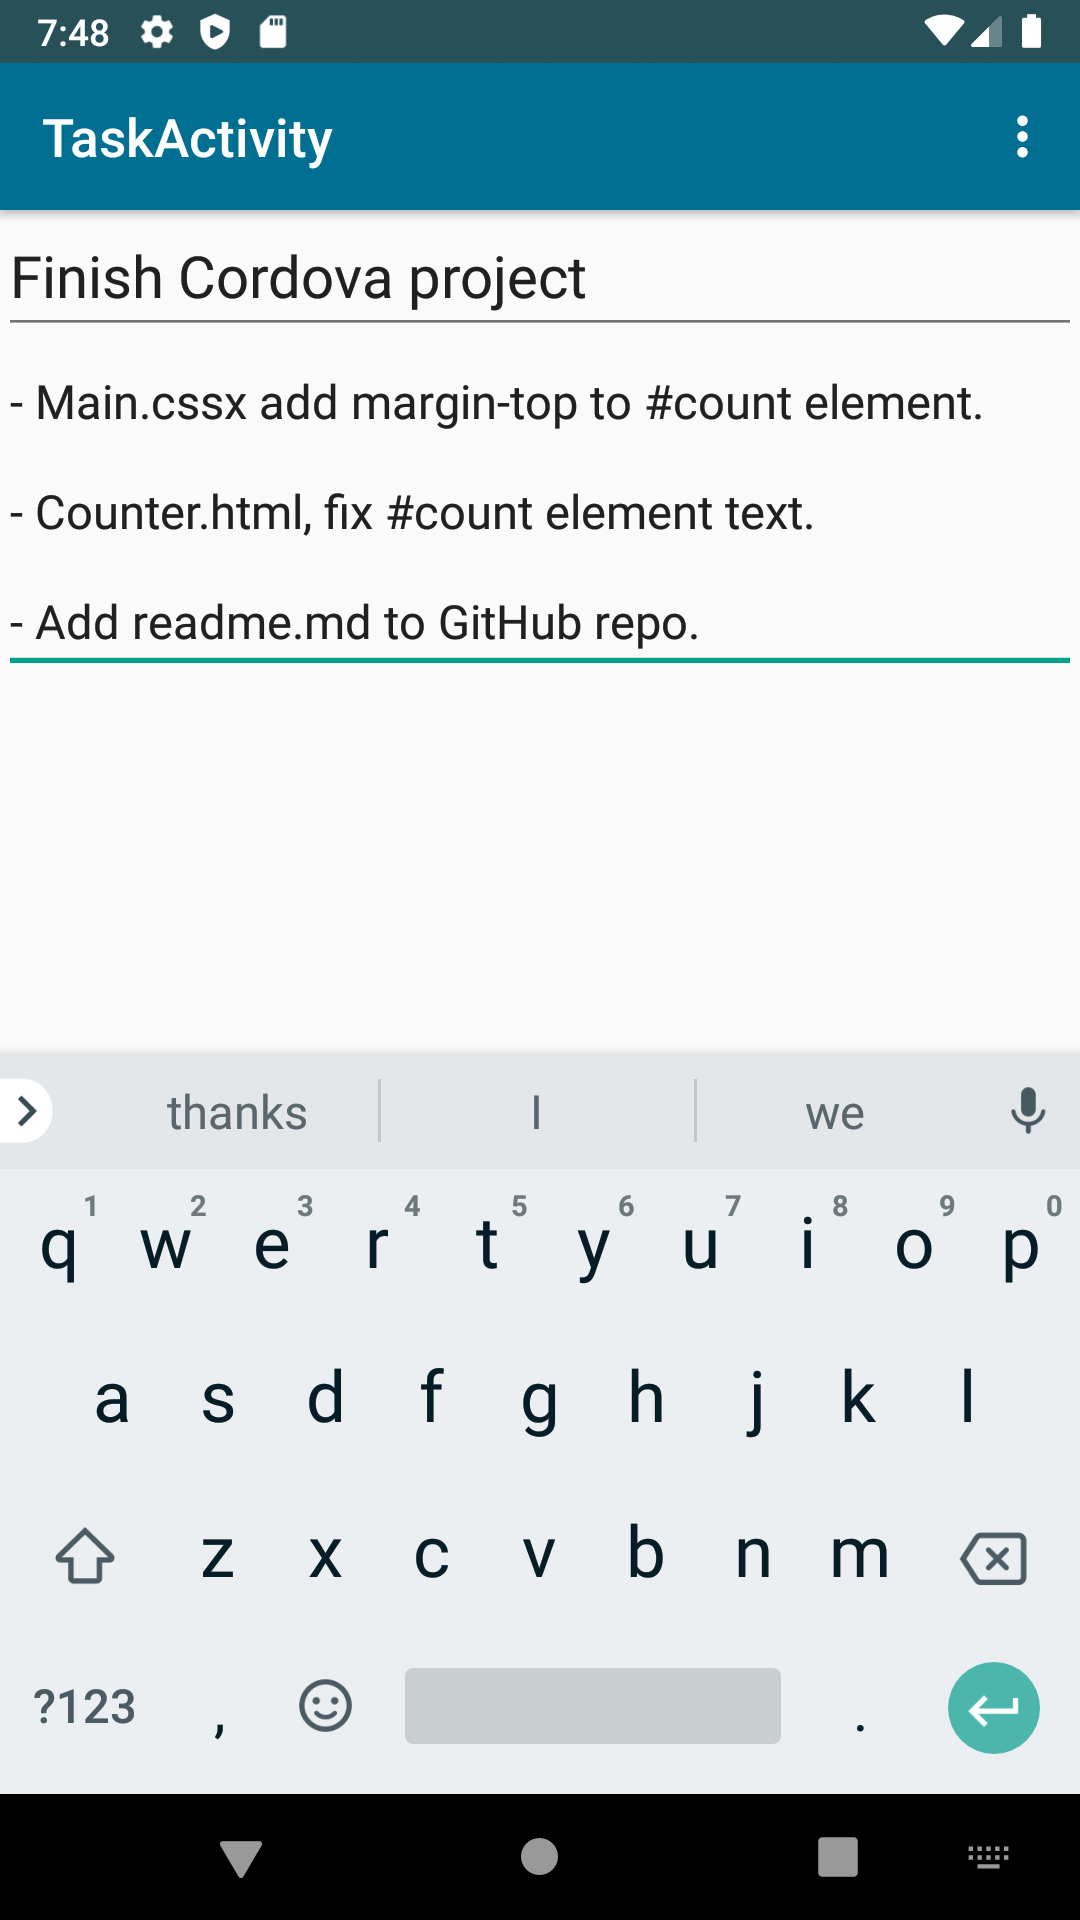 7:48
TaskActivity
Finish Cordova project
- Main.cssx add margin-top to #count element.
- Counter.html, fix #count element text.
- Add readme.md to GitHub repo.
thanks I we
1 2 3 4 5 6 7 8 9 0
q w e r t y u i o p
a s d f g h j k l
z x c v b n m
?123 , .